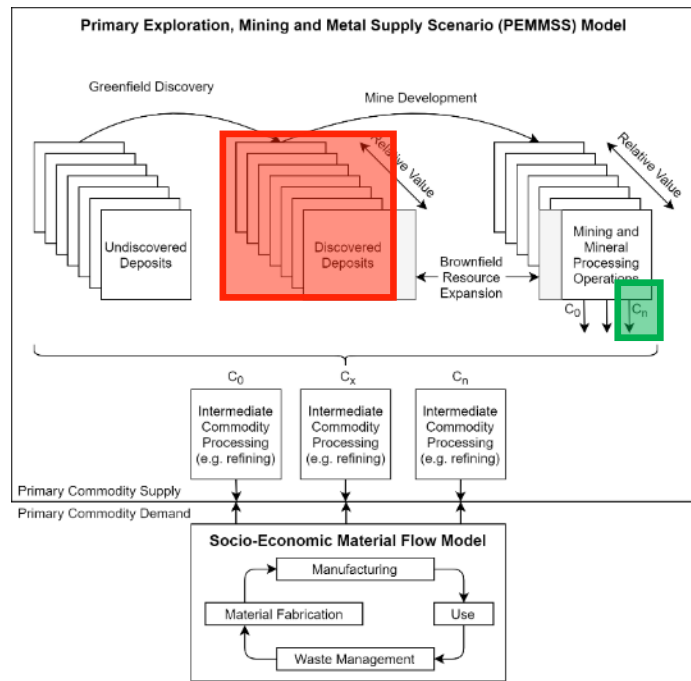 Primary Exploration, Mining and Metal Supply Scenario (PEMMSS) Model
Greenfield Discovery
Mine Development
Relative Value
Relative Value
Undiscovered
Deposits
Discovered
Deposits
Brownfield
Resource
Expansion
Mining and
Mineral
Processing
Operations
C0
Cn
C0
Cx
Cn
Intermediate
Commodity
Processing
(e.g. refining)
Intermediate
Commodity
Processing
(e.g. refining)
Intermediate
Commodity
Processing
(e.g. refining)
Primary Commodity Supply
Primary Commodity Demand
Socio-Economic Material Flow Model
Manufacturing
Material Fabrication
Use
Waste Management